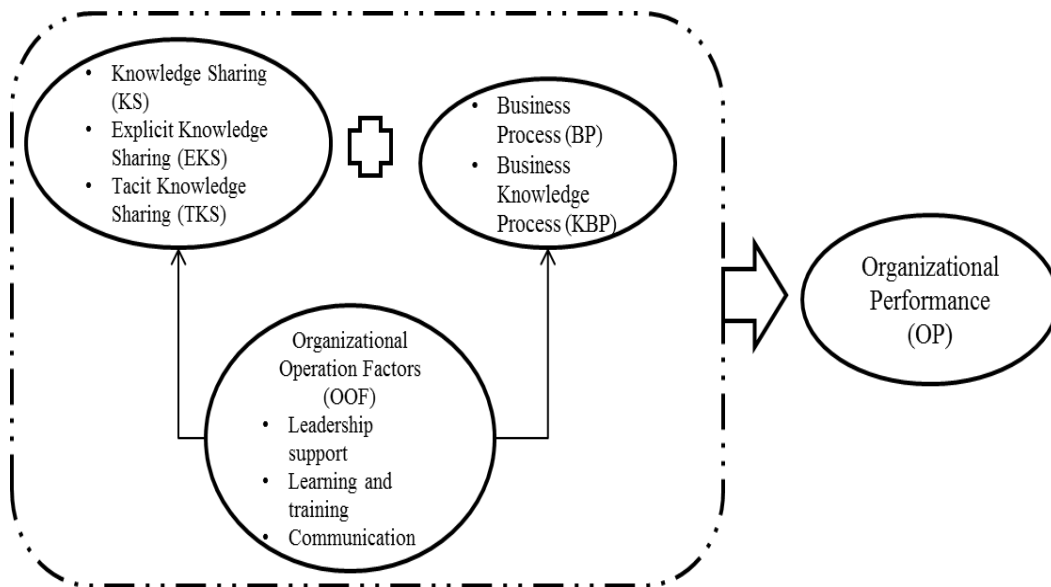 • Knowledge Sharing
(KS)
• Explicit Knowledge
Sharing (EKS)
• Tacit Knowledge
Sharing (TKS)
• Business
Process (BP)
• Business
Knowledge
Process (KBP)
Organizational
Operation Factors
(OOF)
• Leadership
support
• Learning and
training
• Communication
Organizational
Performance
(OP)